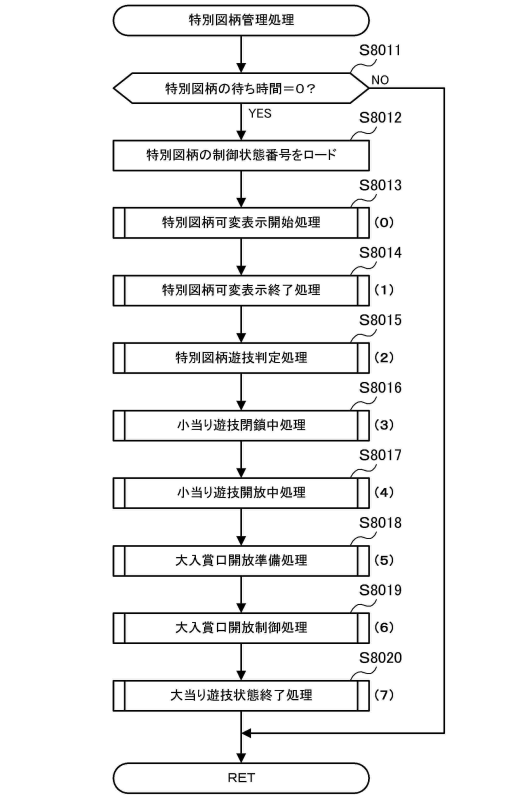 特別図柄管理処理
S8011
特別図柄の待ち時間＝０？
NO
YES
S8012
特別図柄の制御状態番号をロード
S8013
特別図柄可変表示開始処理
(0)
S8014
特別図柄可変表示終了処理
(1)
S8015
特別図柄遊技判定処理
(2)
S8016
小当り遊技閉鎖中処理
(3)
S8017
小当り遊技開放中処理
(4)
S8018
大入賞口開放準備処理
(5)
S8019
大入賞口開放制御処理
(6)
S8020
大当り遊技状態終了処理
(7)
RET